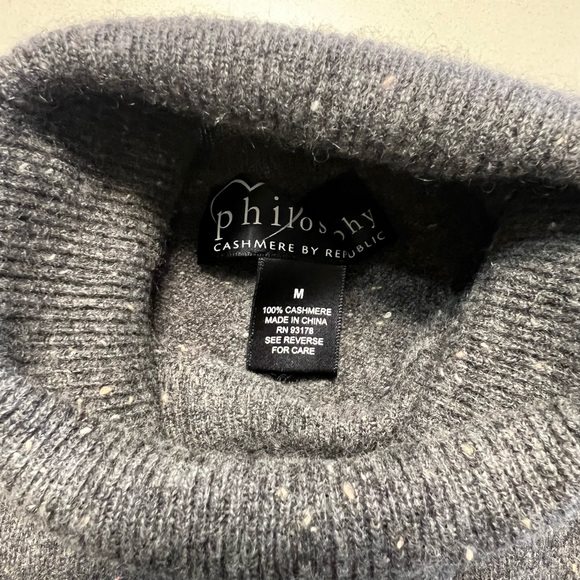 philosophy
CASHMERE BY REPUBLIC
M
100% CASHMERE
MADE IN CHINA
RN 93178
SEE REVERSE
FOR CARE